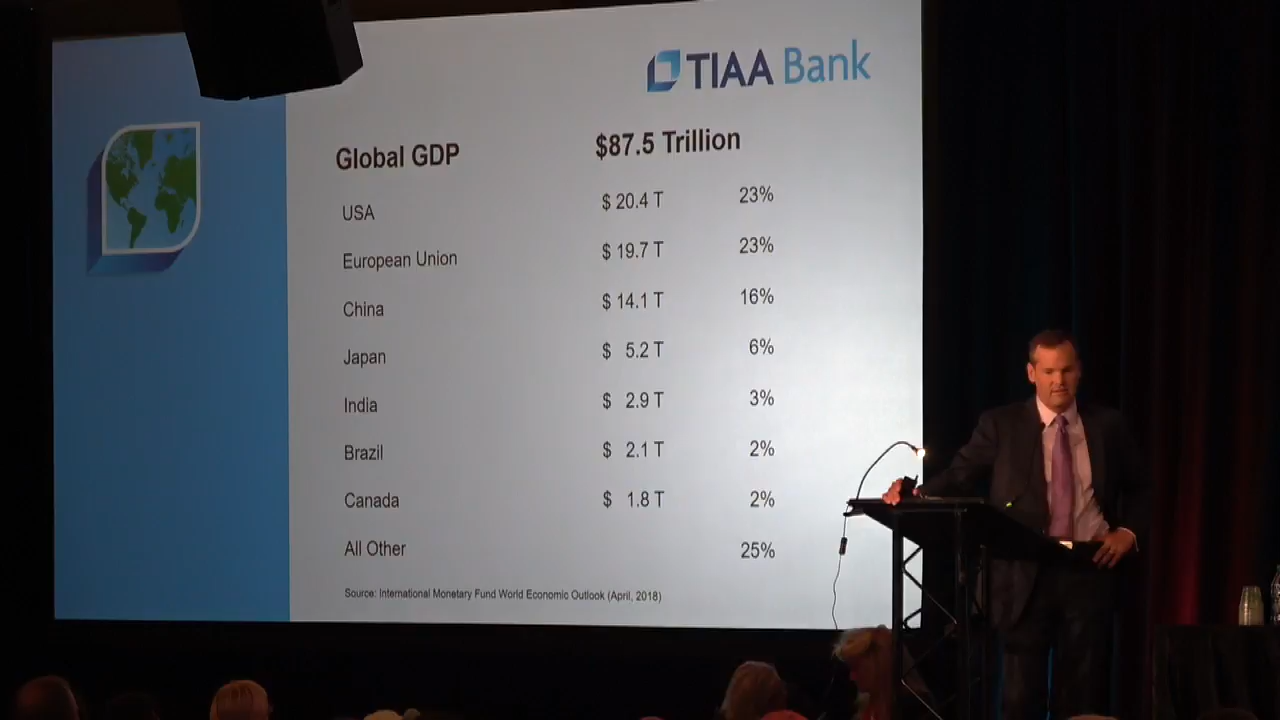 TIAA Bank
Global GDP $87.5 Trillion
USA $ 20.4 T 23%
European Union $ 19.7 T 23%
China $ 14.1 T 16%
Japan $ 5.2 T 6%
India $ 2.9 T 3%
Brazil $ 2.1 T 2%
Canada $ 1.8 T 2%
All Other 25%
Source: International Monetary Fund World Economic Outlook (April, 2018)